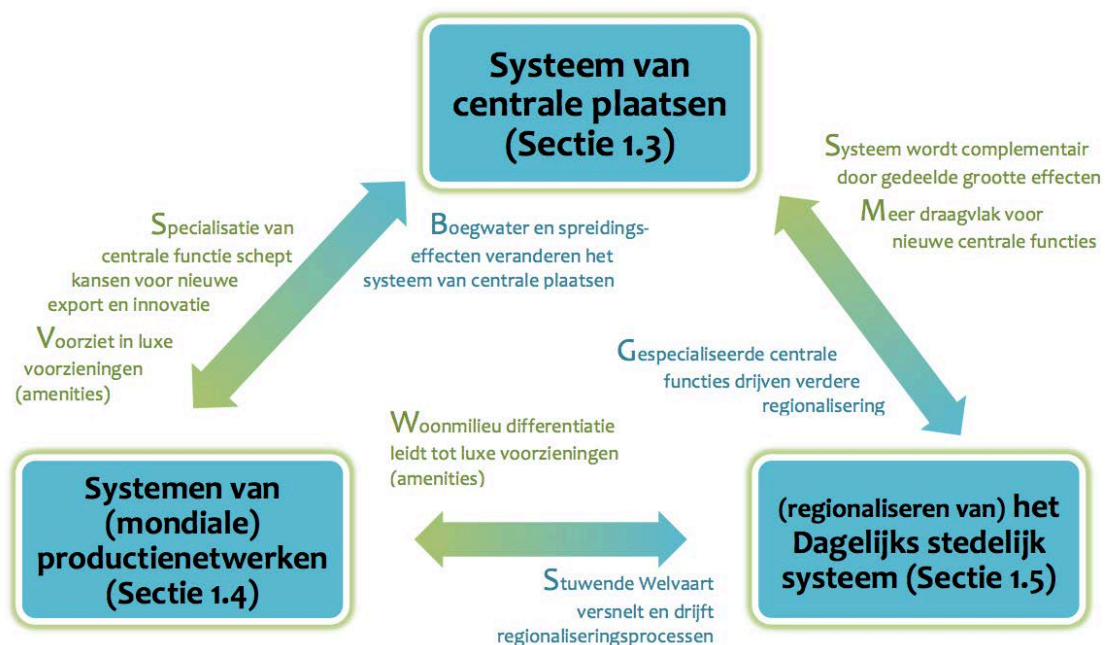 Systeem van
centrale plaatsen
(Sectie 1.3)
Systeem wordt complementair
door gedeelde grootte effecten
Meer draagvlak voor
nieuwe centrale functies
Specialisatie van
centrale functie schept
kansen voor nieuwe
export en innovatie
Voorziet in luxe
voorzieningen
(amenities)
Boegwater en spreidings-
effecten veranderen het
systeem van centrale plaatsen
Gespecialiseerde centrale
functies drijven verdere
regionalisering
Woonmilieu differentiatie
leidt tot luxe voorzieningen
(amenities)
Systemen van
(mondiale)
productienetwerken
(Sectie 1.4)
(regionaliseren van) het
Dagelijks stedelijk
systeem (Sectie 1.5)
Stuwende Welvaart
versnelt en drijft
regionaliseringsprocessen